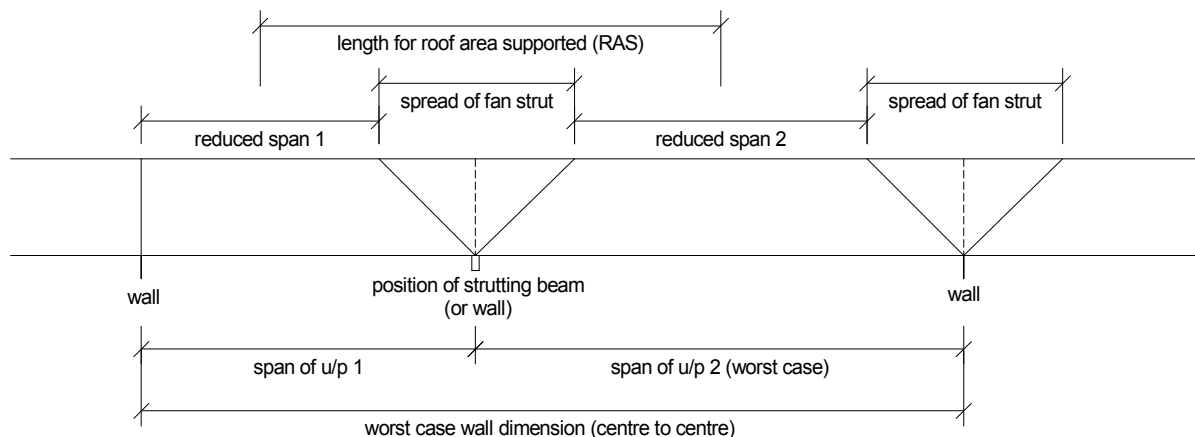 length for roof area supported (RAS)
spread of fan strut
spread of fan strut
reduced span 1
reduced span 2
wall
position of strutting beam
(or wall)
wall
span of u/p 1
span of u/p 2 (worst case)
worst case wall dimension (centre to centre)